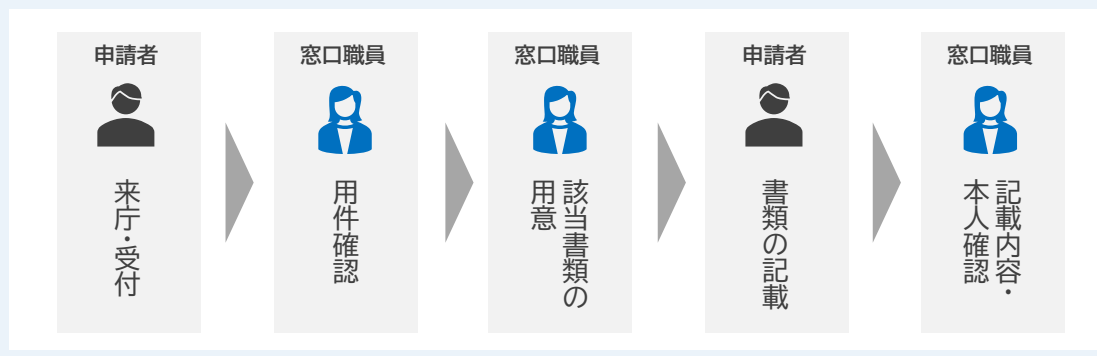 申請者
来庁・受付
窓口職員
用件確認
窓口職員
該当書類の
用意
申請者
書類の記載
窓口職員
記載内容・
本人確認